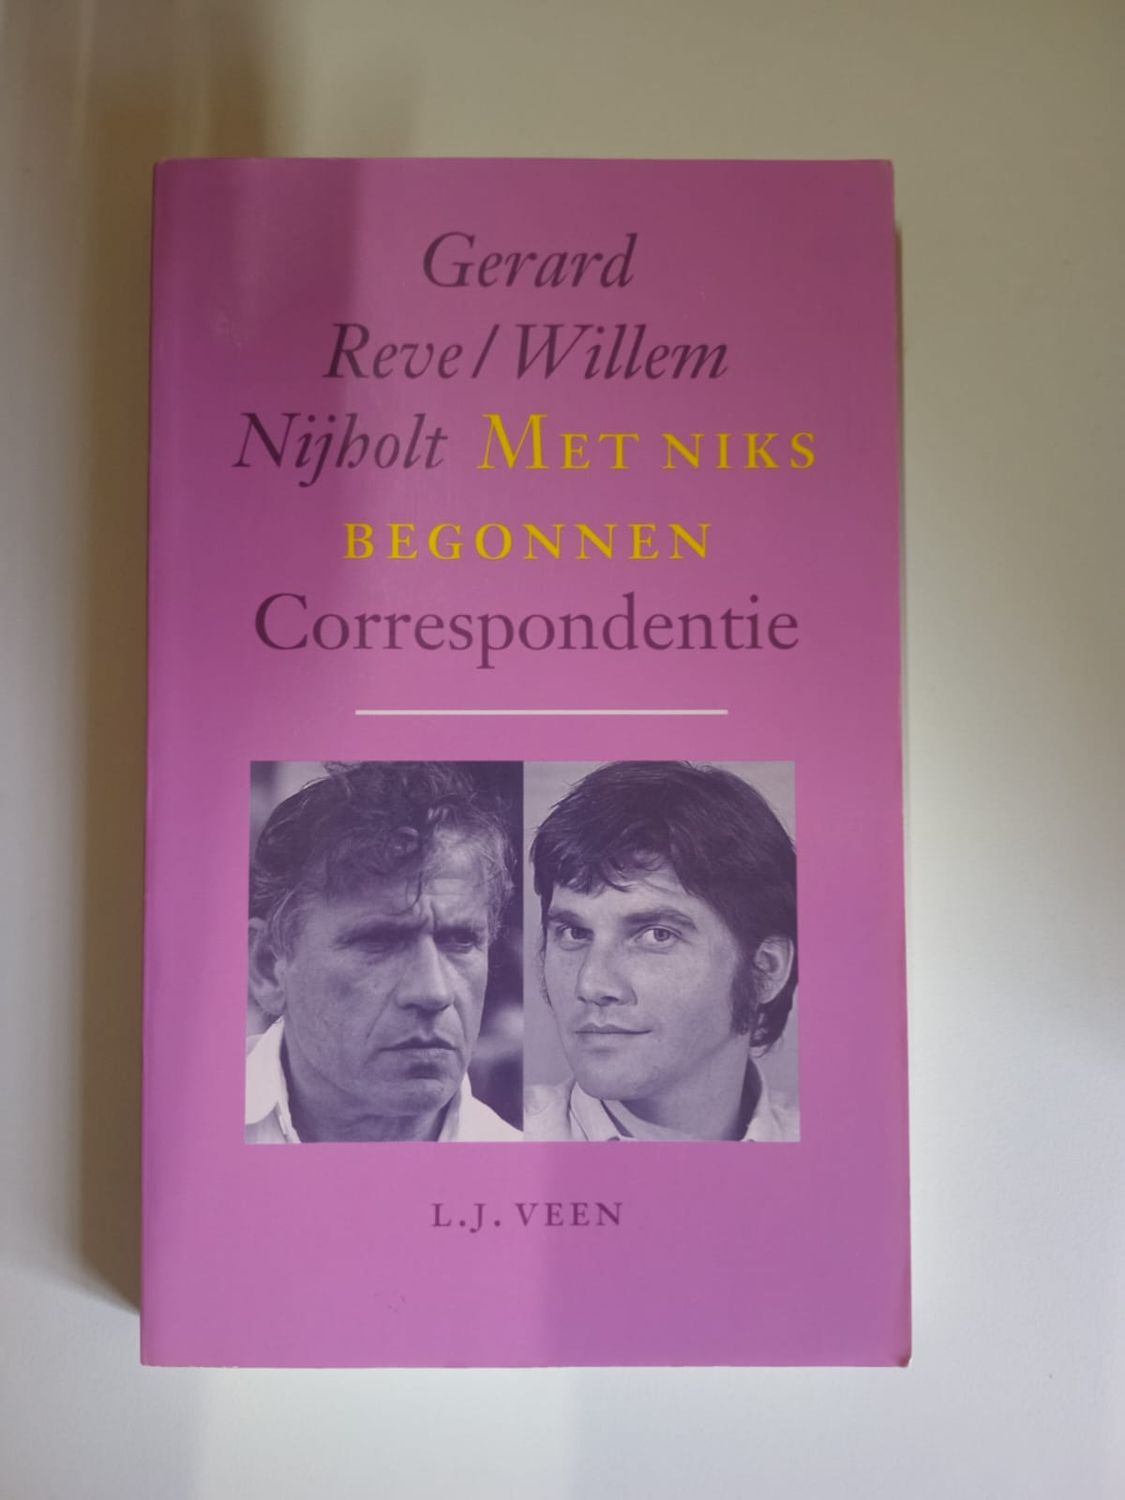 Gerard
Reve / Willem
Nijholt MET NIKS
BEGONNEN
Correspondentie
L.J. VEEN